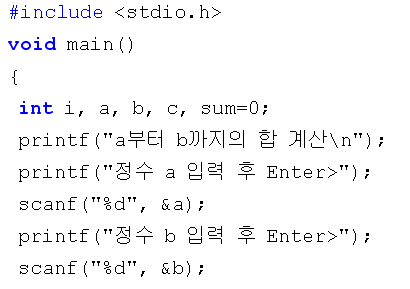 #include <stdio.h>
void main()
{
int i, a, b, c, sum=0;
printf("a부터 b까지의 합 계산\n");
printf("정수 a 입력 후 Enter>");
scanf("%d", &a);
printf("정수 b 입력 후 Enter>");
scanf("%d", &b);